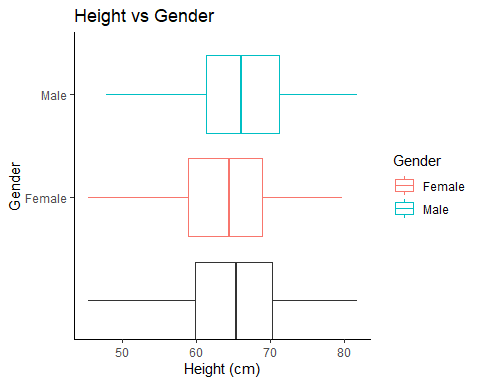 Height vs Gender
Male
Gender
Female
50 60 70 80
Height (cm)
Gender
Female
Male